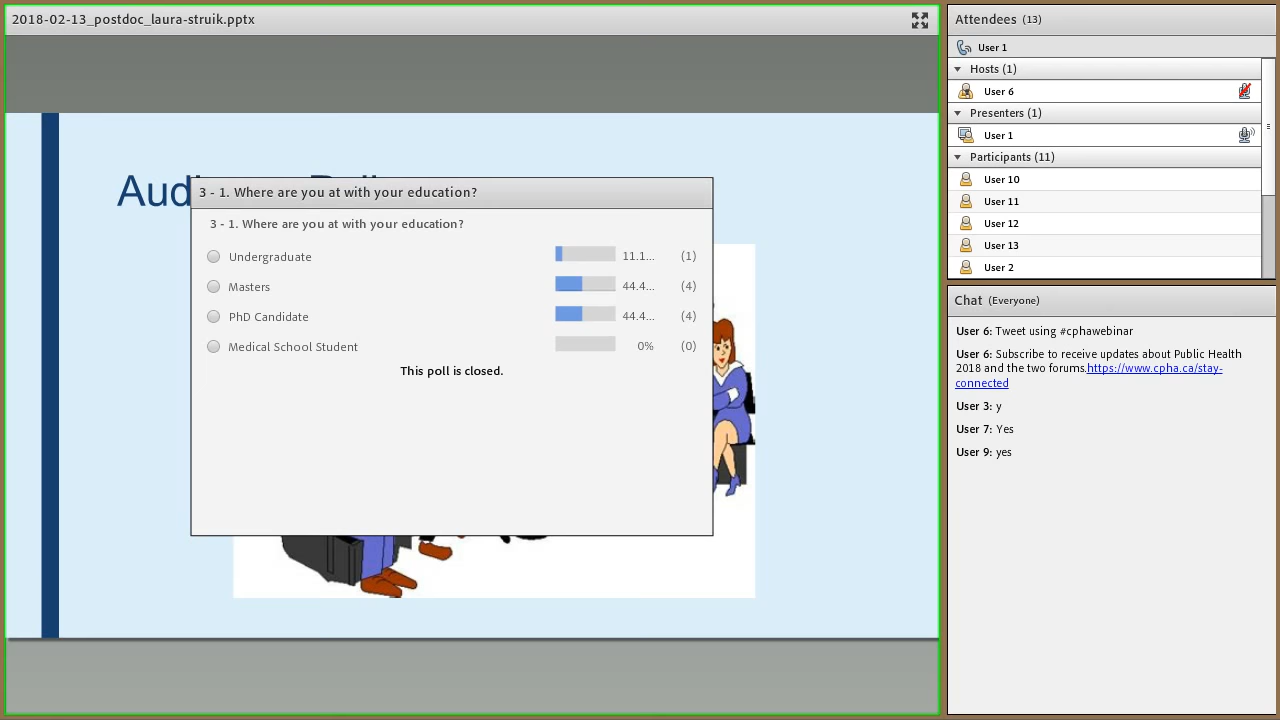 2018-02-13_postdoc_laura-struik.pptx
3 - 1. Where are you at with your education?
3 - 1. Where are you at with your education?
Undergraduate 11.1... (1)
Masters 44.4... (4)
PhD Candidate 44.4... (4)
Medical School Student 0% (0)
This poll is closed.
Attendees (13)
User 1
Hosts (1)
User 6
Presenters (1)
User 1
Participants (11)
User 10
User 11
User 12
User 13
User 2
Chat (Everyone)
User 6: Tweet using #cphawebinar
User 6: Subscribe to receive updates about Public Health
2018 and the two forums.https://www.cpha.ca/stay-
connected
User 3: y
User 7: Yes
User 9: yes